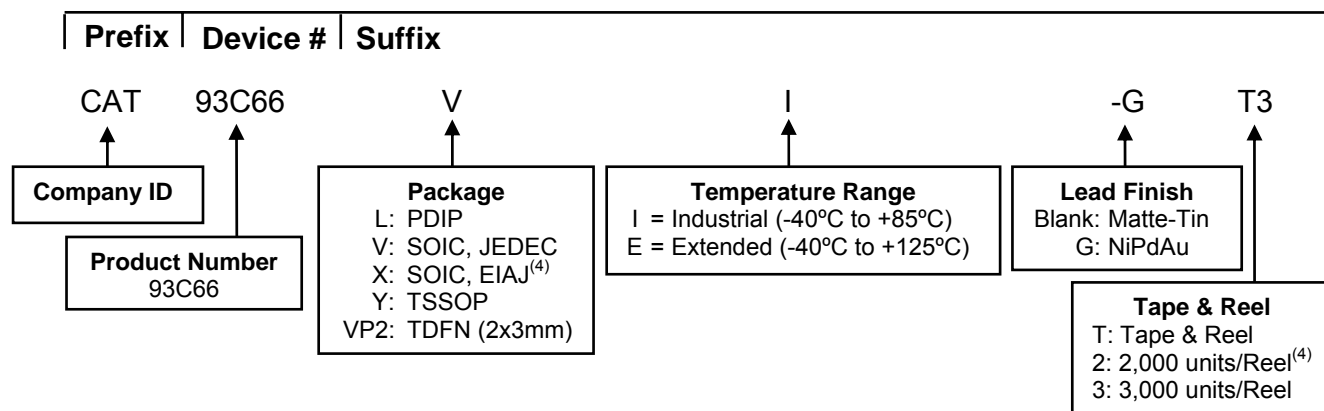 Prefix Device # Suffix
CAT 93C66 V I -G T3
Company ID
Product Number
93C66
Package
L: PDIP
V: SOIC, JEDEC
X: SOIC, EIAJ(4)
Y: TSSOP
VP2: TDFN (2x3mm)
Temperature Range
I = Industrial (-40ºC to +85ºC)
E = Extended (-40ºC to +125ºC)
Lead Finish
Blank: Matte-Tin
G: NiPdAu
Tape & Reel
T: Tape & Reel
2: 2,000 units/Reel(4)
3: 3,000 units/Reel